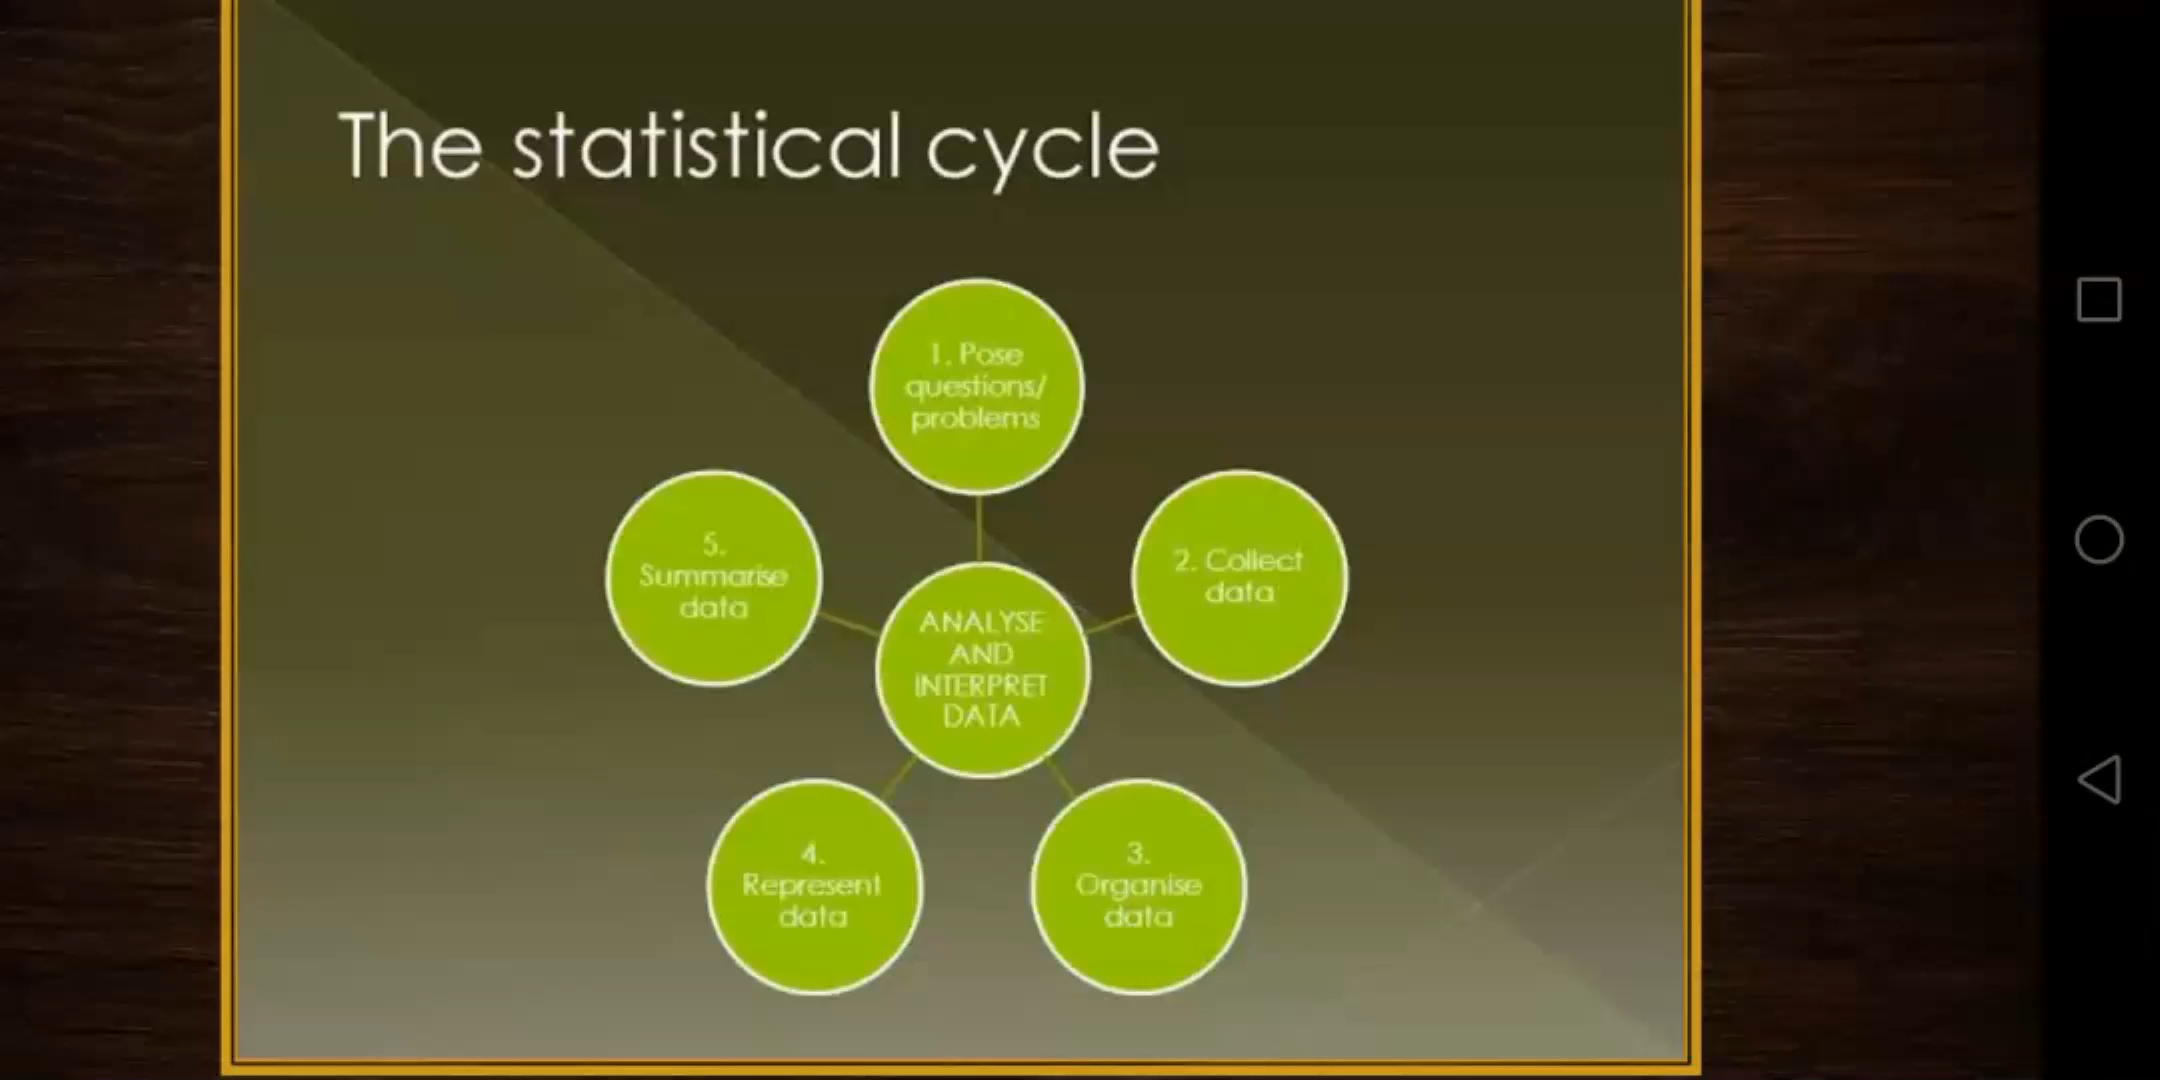 The statistical cycle
1. Pose
questions/
problems
2. Collect
data
3.
Organise
data
4.
Represent
data
5.
Summarise
data
ANALYSE
AND
INTERPRET
DATA